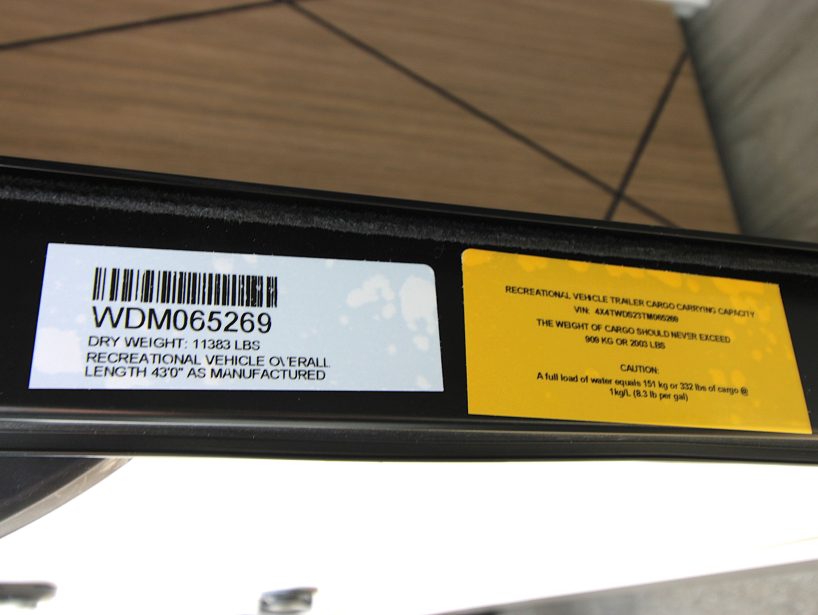 WDM065269
DRY WEIGHT: 11383 LBS
RECREATIONAL VEHICLE OVERALL
LENGTH 43'0" AS MANUFACTURED
RECREATIONAL VEHICLE TRAILER CARGO CARRYING CAPACITY
VIN: 4X4TWDS23TM065269
THE WEIGHT OF CARGO SHOULD NEVER EXCEED
909 KG OR 2003 LBS
CAUTION:
A full load of water equals 151 kg or 332 lbs of cargo @
1kg/L (8.3 lb per gal)